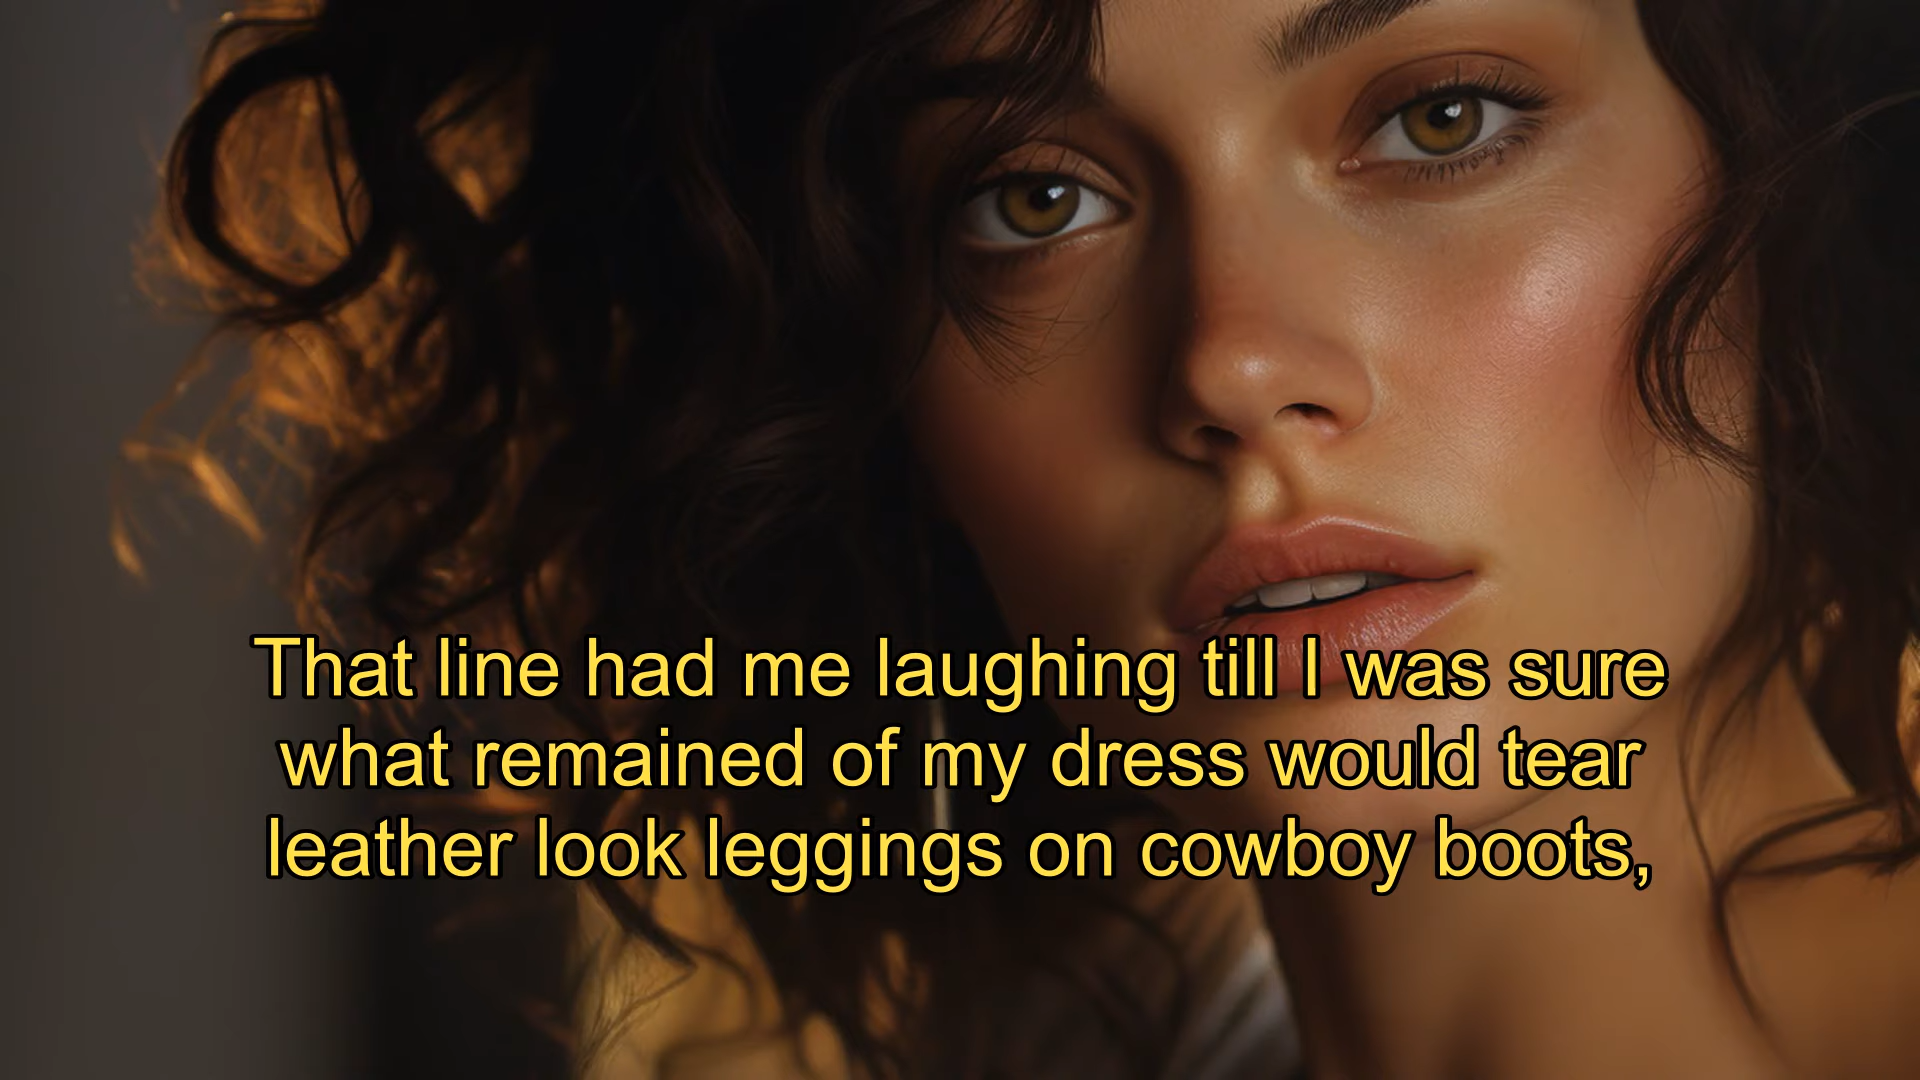 That line had me laughing till I was sure
what remained of my dress would tear
leather look leggings on cowboy boots,